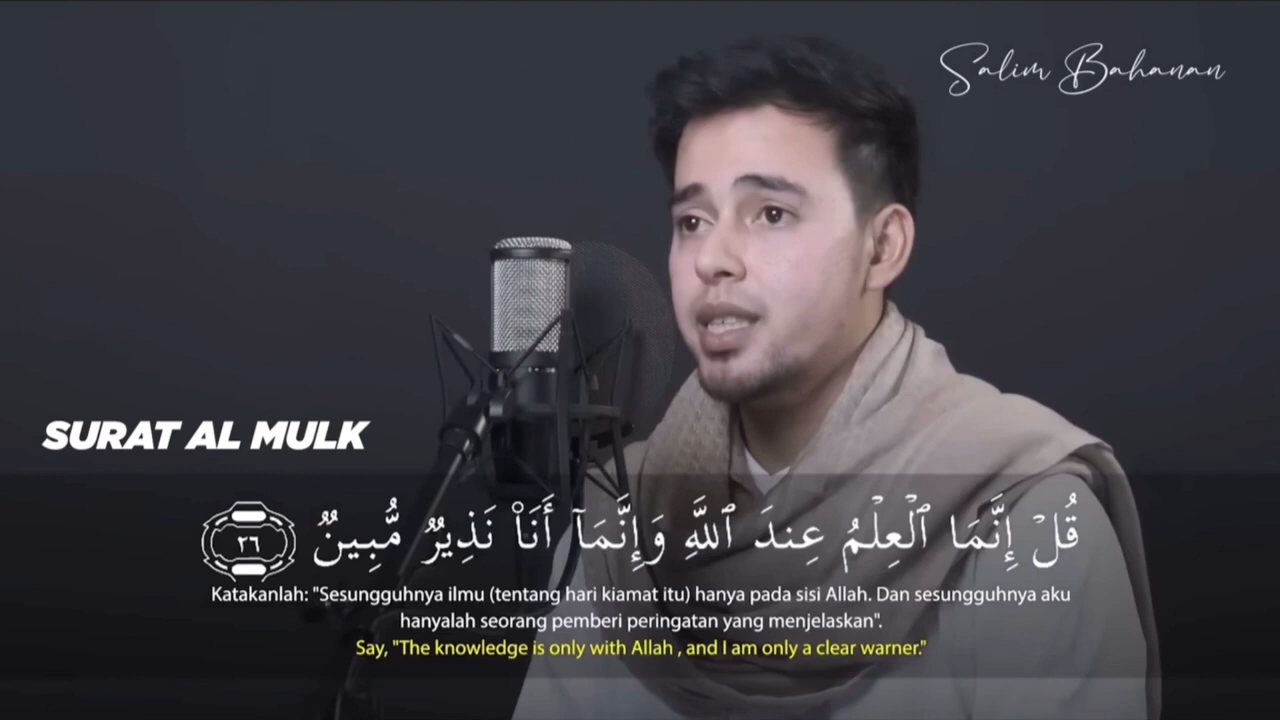 Salim Bahanan
SURAT AL MULK
قُلْ إِنَّمَا ٱلْعِلْمُ عِندَ ٱللَّهِ وَإِنَّمَآ أَنَا۠ نَذِيرٌ مُّبِينٌ ٢٦
Katakanlah: "Sesungguhnya ilmu (tentang hari kiamat itu) hanya pada sisi Allah. Dan sesungguhnya aku
hanyalah seorang pemberi peringatan yang menjelaskan".
Say, "The knowledge is only with Allah , and I am only a clear warner."